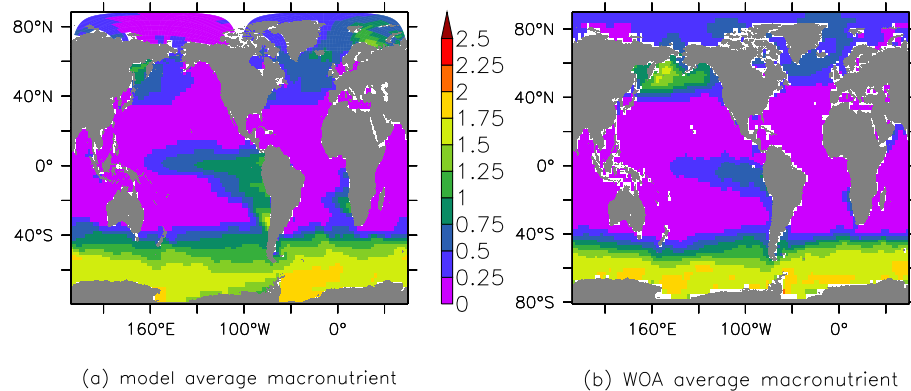 80°N
40°N
0°
40°S
160°E 100°W 0°
2.5
2.25
2
1.75
1.5
1.25
1
0.75
0.5
0.25
0
80°N
40°N
0°
40°S
80°S
160°E 100°W 0°
(a) model average macronutrient
(b) WOA average macronutrient